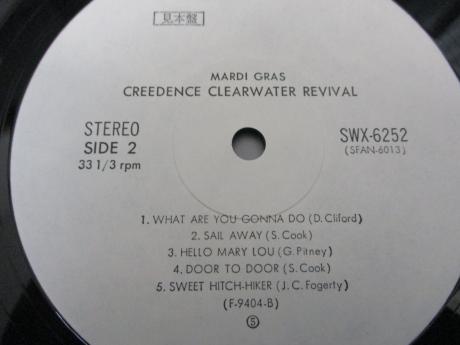 見本盤
MARDI GRAS
CREEDENCE CLEARWATER REVIVAL
STEREO
SIDE 2
33 1/3 rpm
SWX-6252
(SFAN-6013)
1. WHAT ARE YOU GONNA DO (D. Cliford)
2. SAIL AWAY (S. Cook)
3. HELLO MARY LOU (G. Pitney)
4. DOOR TO DOOR (S. Cook)
5. SWEET HITCH-HIKER (J. C. Fogerty)
(F-9404-B)
Ⓢ